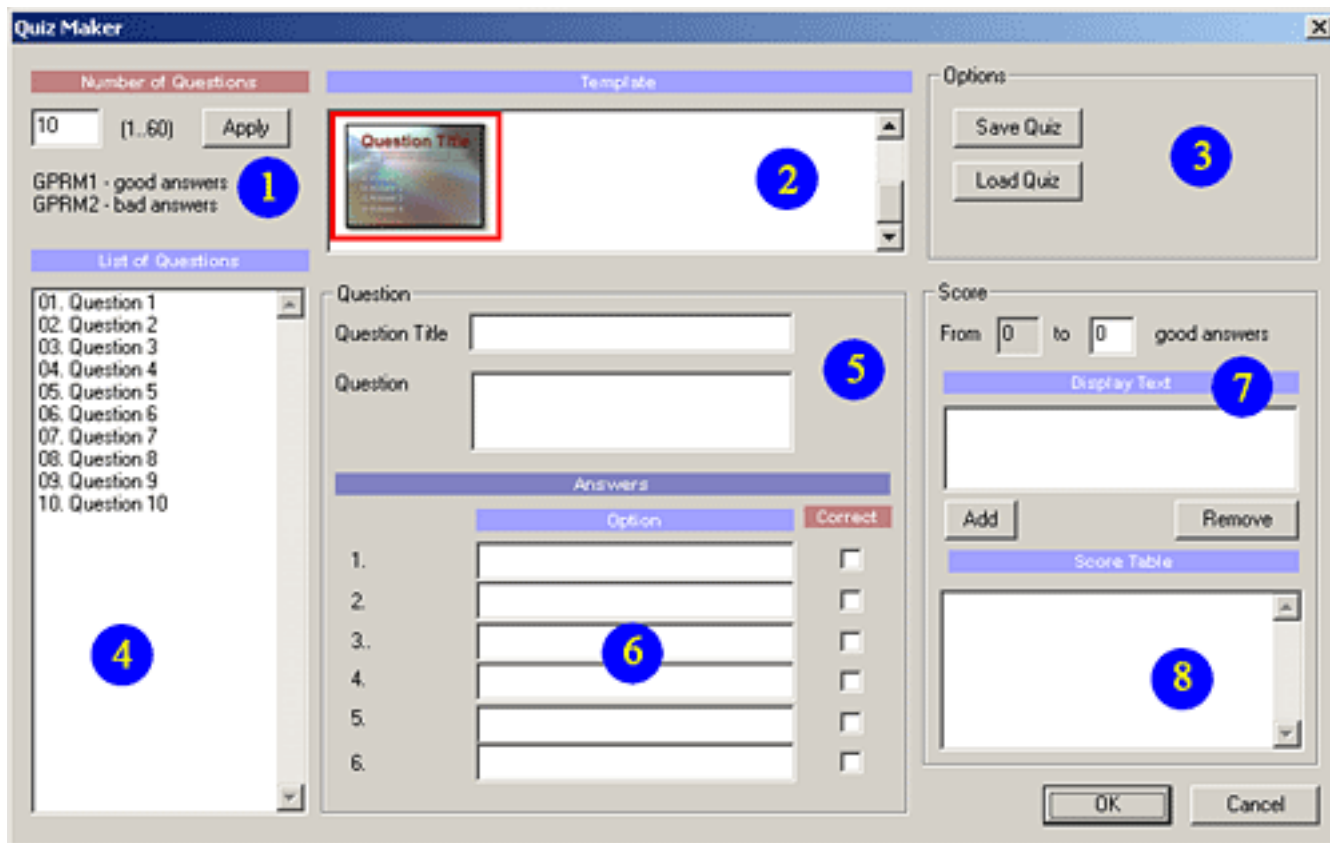 Quiz Maker
Number of Questions
10 (1..60) Apply
GPRM1 - good answers
GPRM2 - bad answers
1
Template
Question Title
2
Options
Save Quiz
Load Quiz
3
List of Questions
01. Question 1
02. Question 2
03. Question 3
04. Question 4
05. Question 5
06. Question 6
07. Question 7
08. Question 8
09. Question 9
10. Question 10
4
Question
Question Title
Question
5
Answers
Option Correct
1.
2.
3..
4.
5.
6.
6
Score
From 0 to 0 good answers
Display Text
7
Add Remove
Score Table
8
OK Cancel